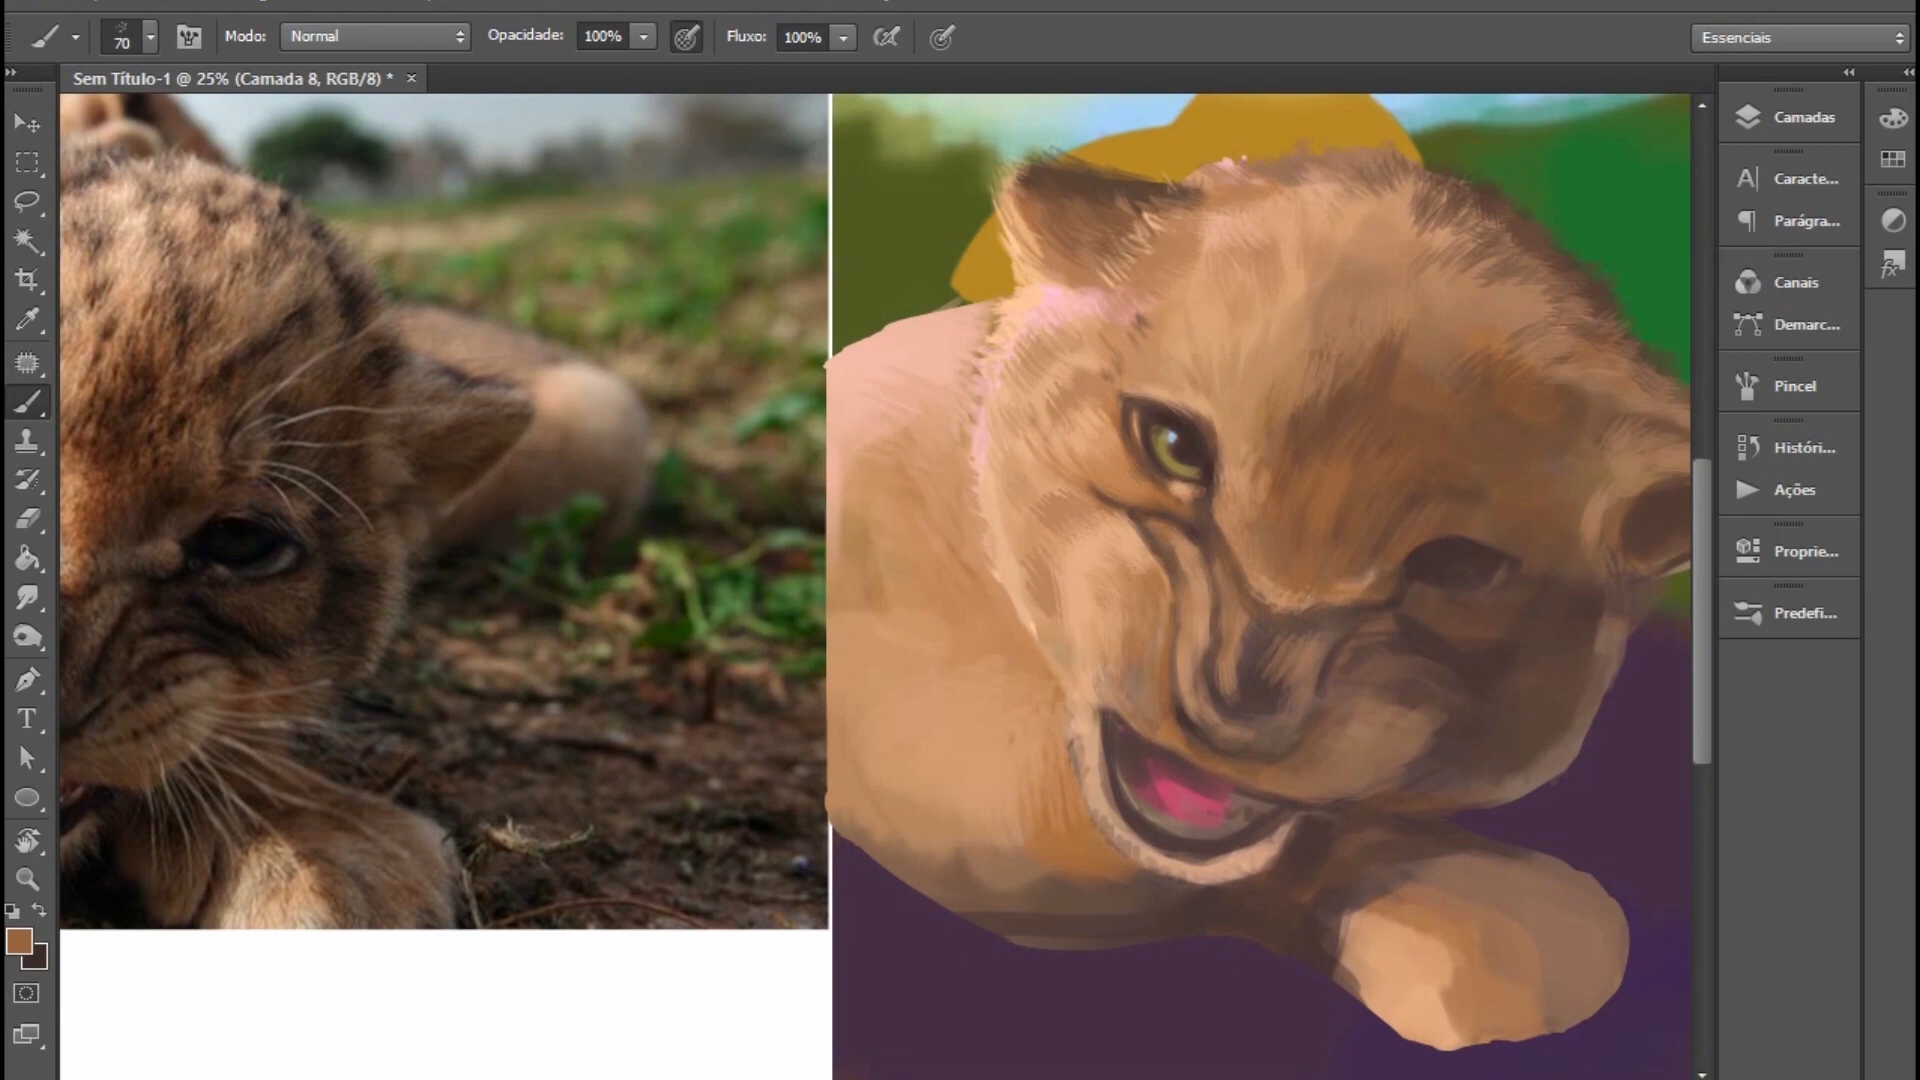 70
Modo:
Normal
Opacidade:
100%
Fluxo:
100%
Essenciais
Sem Título-1 @ 25% (Camada 8, RGB/8) *
Camadas
Caracte...
Parágra...
Canais
Demarc...
Pincel
Históri...
Ações
Proprie...
Predefi...